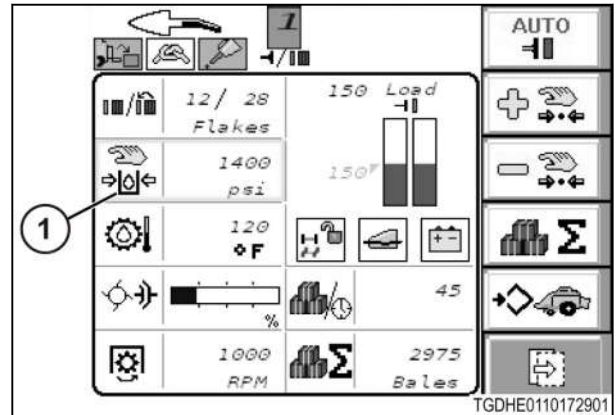 1
AUTO
12/ 28
Flakes
150 Load
1400
psi
150
120
°F
45
%
1000
RPM
2975
Bales
1
TGDHE0110172901